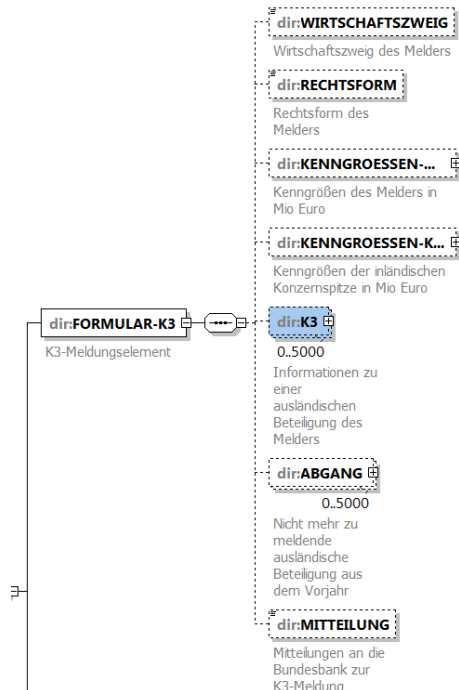 dir:WIRTSCHAFTSZWEIG
Wirtschaftszweig des Melders
dir:RECHTSFORM
Rechtsform des
Melders
dir:KENNGROESSEN-...
Kenngrößen des Melders in
Mio Euro
dir:KENNGROESSEN-K...
Kenngrößen der inländischen
Konzernspitze in Mio Euro
dir:FORMULAR-K3
K3-Meldungselement
dir:K3
0..5000
Informationen zu
einer
ausländischen
Beteiligung des
Melders
dir:ABGANG
0..5000
Nicht mehr zu
meldende
ausländische
Beteiligung aus
dem Vorjahr
dir:MITTEILUNG
Mitteilungen an die
Bundesbank zur
K3-Meldung